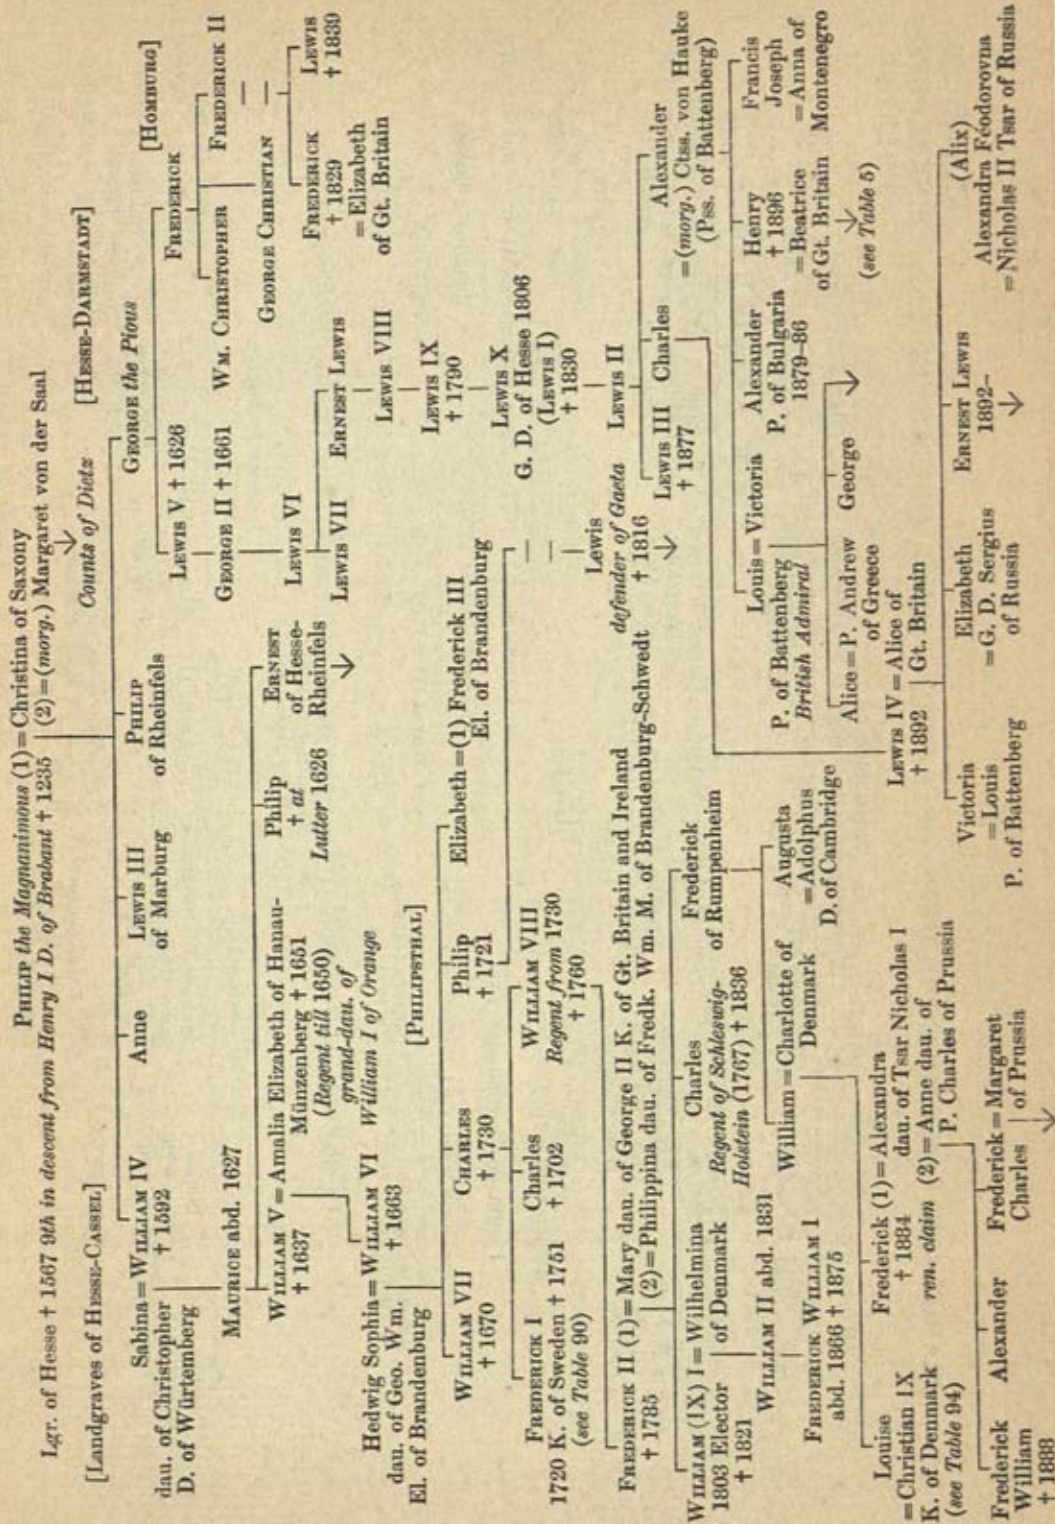 PHILIP the Magnanimous (1)=Christina of Saxony
Lgr. of Hesse † 1567 9th in descent from Henry I D. of Brabant † 1235 (2)=(morg.) Margaret von der Saal
Counts of Dietz
[Landgraves of HESSE-CASSEL]
[HESSE-DARMSTADT]
Sabina=WILLIAM IV
dau. of Christopher † 1592
D. of Würtemberg
Anne
LEWIS III
of Marburg
PHILIP
of Rheinfels
GEORGE the Pious
[HOMBURG]
MAURICE abd. 1627
LEWIS V † 1626
FREDERICK
WILLIAM V=Amalia Elizabeth of Hanau-
† 1637 Münzenberg † 1651
(Regent till 1650)
grand-dau. of
William I of Orange
Philip
† at
Lutter 1626
ERNEST
of Hesse-
Rheinfels
GEORGE II † 1661
WM. CHRISTOPHER
FREDERICK II
GEORGE CHRISTIAN
Hedwig Sophia=WILLIAM VI
dau. of Geo. Wm. † 1663
El. of Brandenburg
LEWIS VI
LEWIS VII
ERNEST LEWIS
FREDERICK
† 1829
=Elizabeth
of Gt. Britain
LEWIS
† 1839
[PHILIPSTHAL]
WILLIAM VII
† 1670
CHARLES
† 1730
Philip
† 1721
Elizabeth=(1) Frederick III
El. of Brandenburg
LEWIS VIII
LEWIS IX
† 1790
FREDERICK I
1720 K. of Sweden † 1751
(see Table 90)
Charles
† 1702
WILLIAM VIII
Regent from 1730
† 1760
Lewis
defender of Gaeta
† 1816
LEWIS X
G. D. of Hesse 1806
(LEWIS I)
† 1830
FREDERICK II (1)=Mary dau. of George II K. of Gt. Britain and Ireland
† 1785 (2)=Philippina dau. of Fredk. Wm. M. of Brandenburg-Schwedt
LEWIS II
WILLIAM (IX) I=Wilhelmina
1803 Elector of Denmark
† 1821
Charles
Regent of Schleswig-
Holstein (1767) † 1836
Frederick
of Rumpenheim
LEWIS III
† 1877
Charles
Alexander
=(morg.) Ctss. von Hauke
(Pss. of Battenberg)
WILLIAM II abd. 1831
William=Charlotte of
Denmark
Augusta
=Adolphus
D. of Cambridge
Louis=Victoria
P. of Battenberg
British Admiral
Alexander
P. of Bulgaria
1879-86
Henry
† 1896
=Beatrice
of Gt. Britain
(see Table 5)
Francis
Joseph
=Anna of
Montenegro
FREDERICK WILLIAM I
abd. 1866 † 1875
Alice=P. Andrew
of Greece
George
Louise
=Christian IX
K. of Denmark
(see Table 94)
Frederick (1)=Alexandra
† 1884 dau. of Tsar Nicholas I
ren. claim (2)=Anne dau. of
P. Charles of Prussia
LEWIS IV=Alice of
† 1892 Gt. Britain
Frederick
William
† 1888
Alexander
Frederick=Margaret
Charles of Prussia
Victoria
=Louis
P. of Battenberg
Elizabeth
=G. D. Sergius
of Russia
ERNEST LEWIS
1892–
(Alix)
Alexandra Féodorovna
=Nicholas II Tsar of Russia